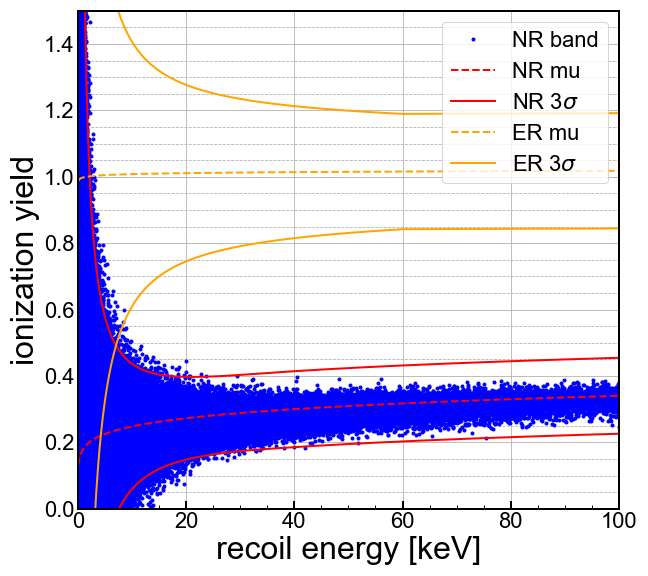 ionization yield
1.4
1.2
1.0
0.8
0.6
0.4
0.2
0.0
NR band
NR mu
NR 3σ
ER mu
ER 3σ
0 20 40 60 80 100
recoil energy [keV]